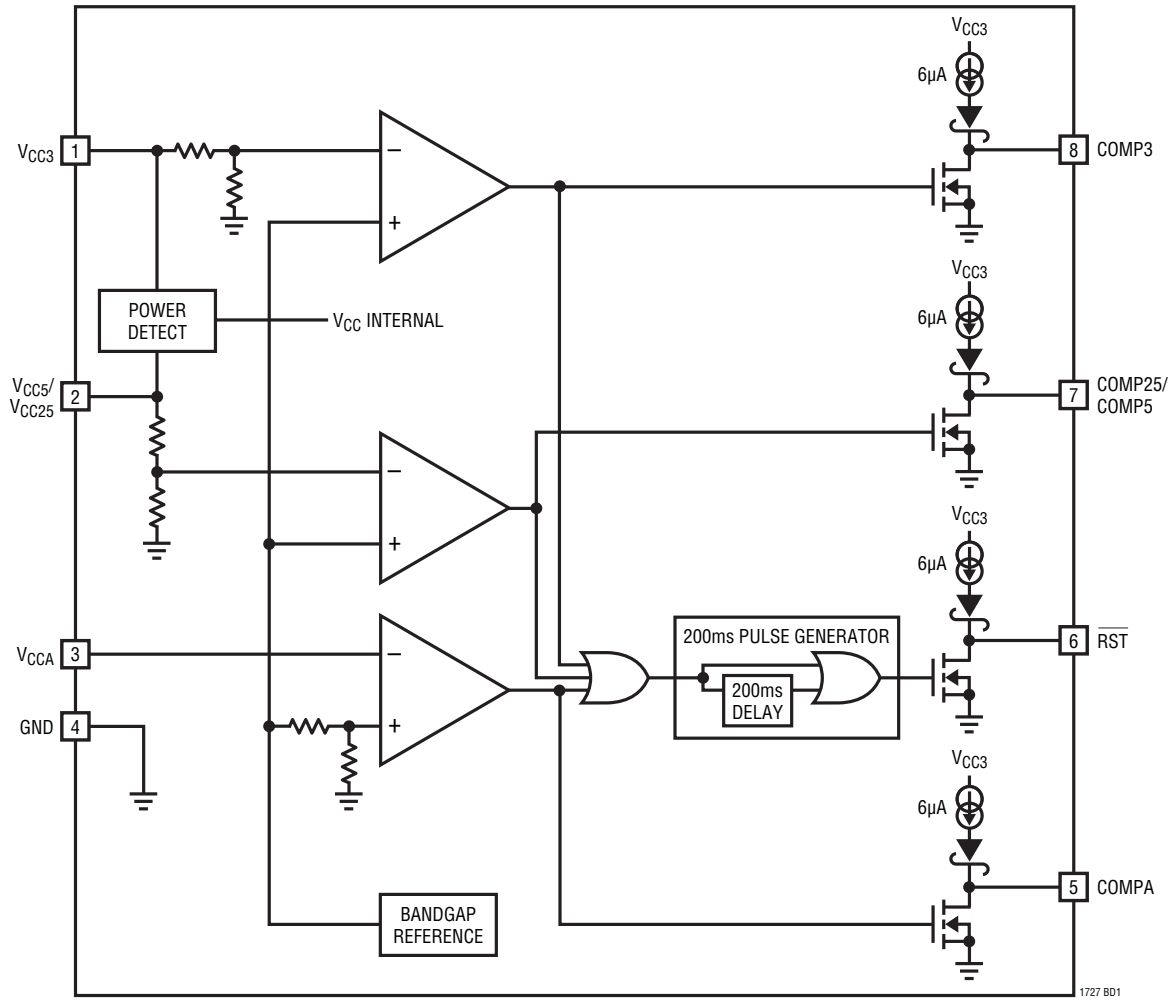 VCC3
6µA
VCC3
1
8
COMP3
−
+
POWER
DETECT
VCC INTERNAL
VCC3
6µA
VCC5/
VCC25
2
7
COMP25/
COMP5
−
+
VCC3
6µA
VCCA
3
−
+
200ms PULSE GENERATOR
200ms
DELAY
6
RST
GND
4
VCC3
6µA
5
COMPA
BANDGAP
REFERENCE
1727 BD1